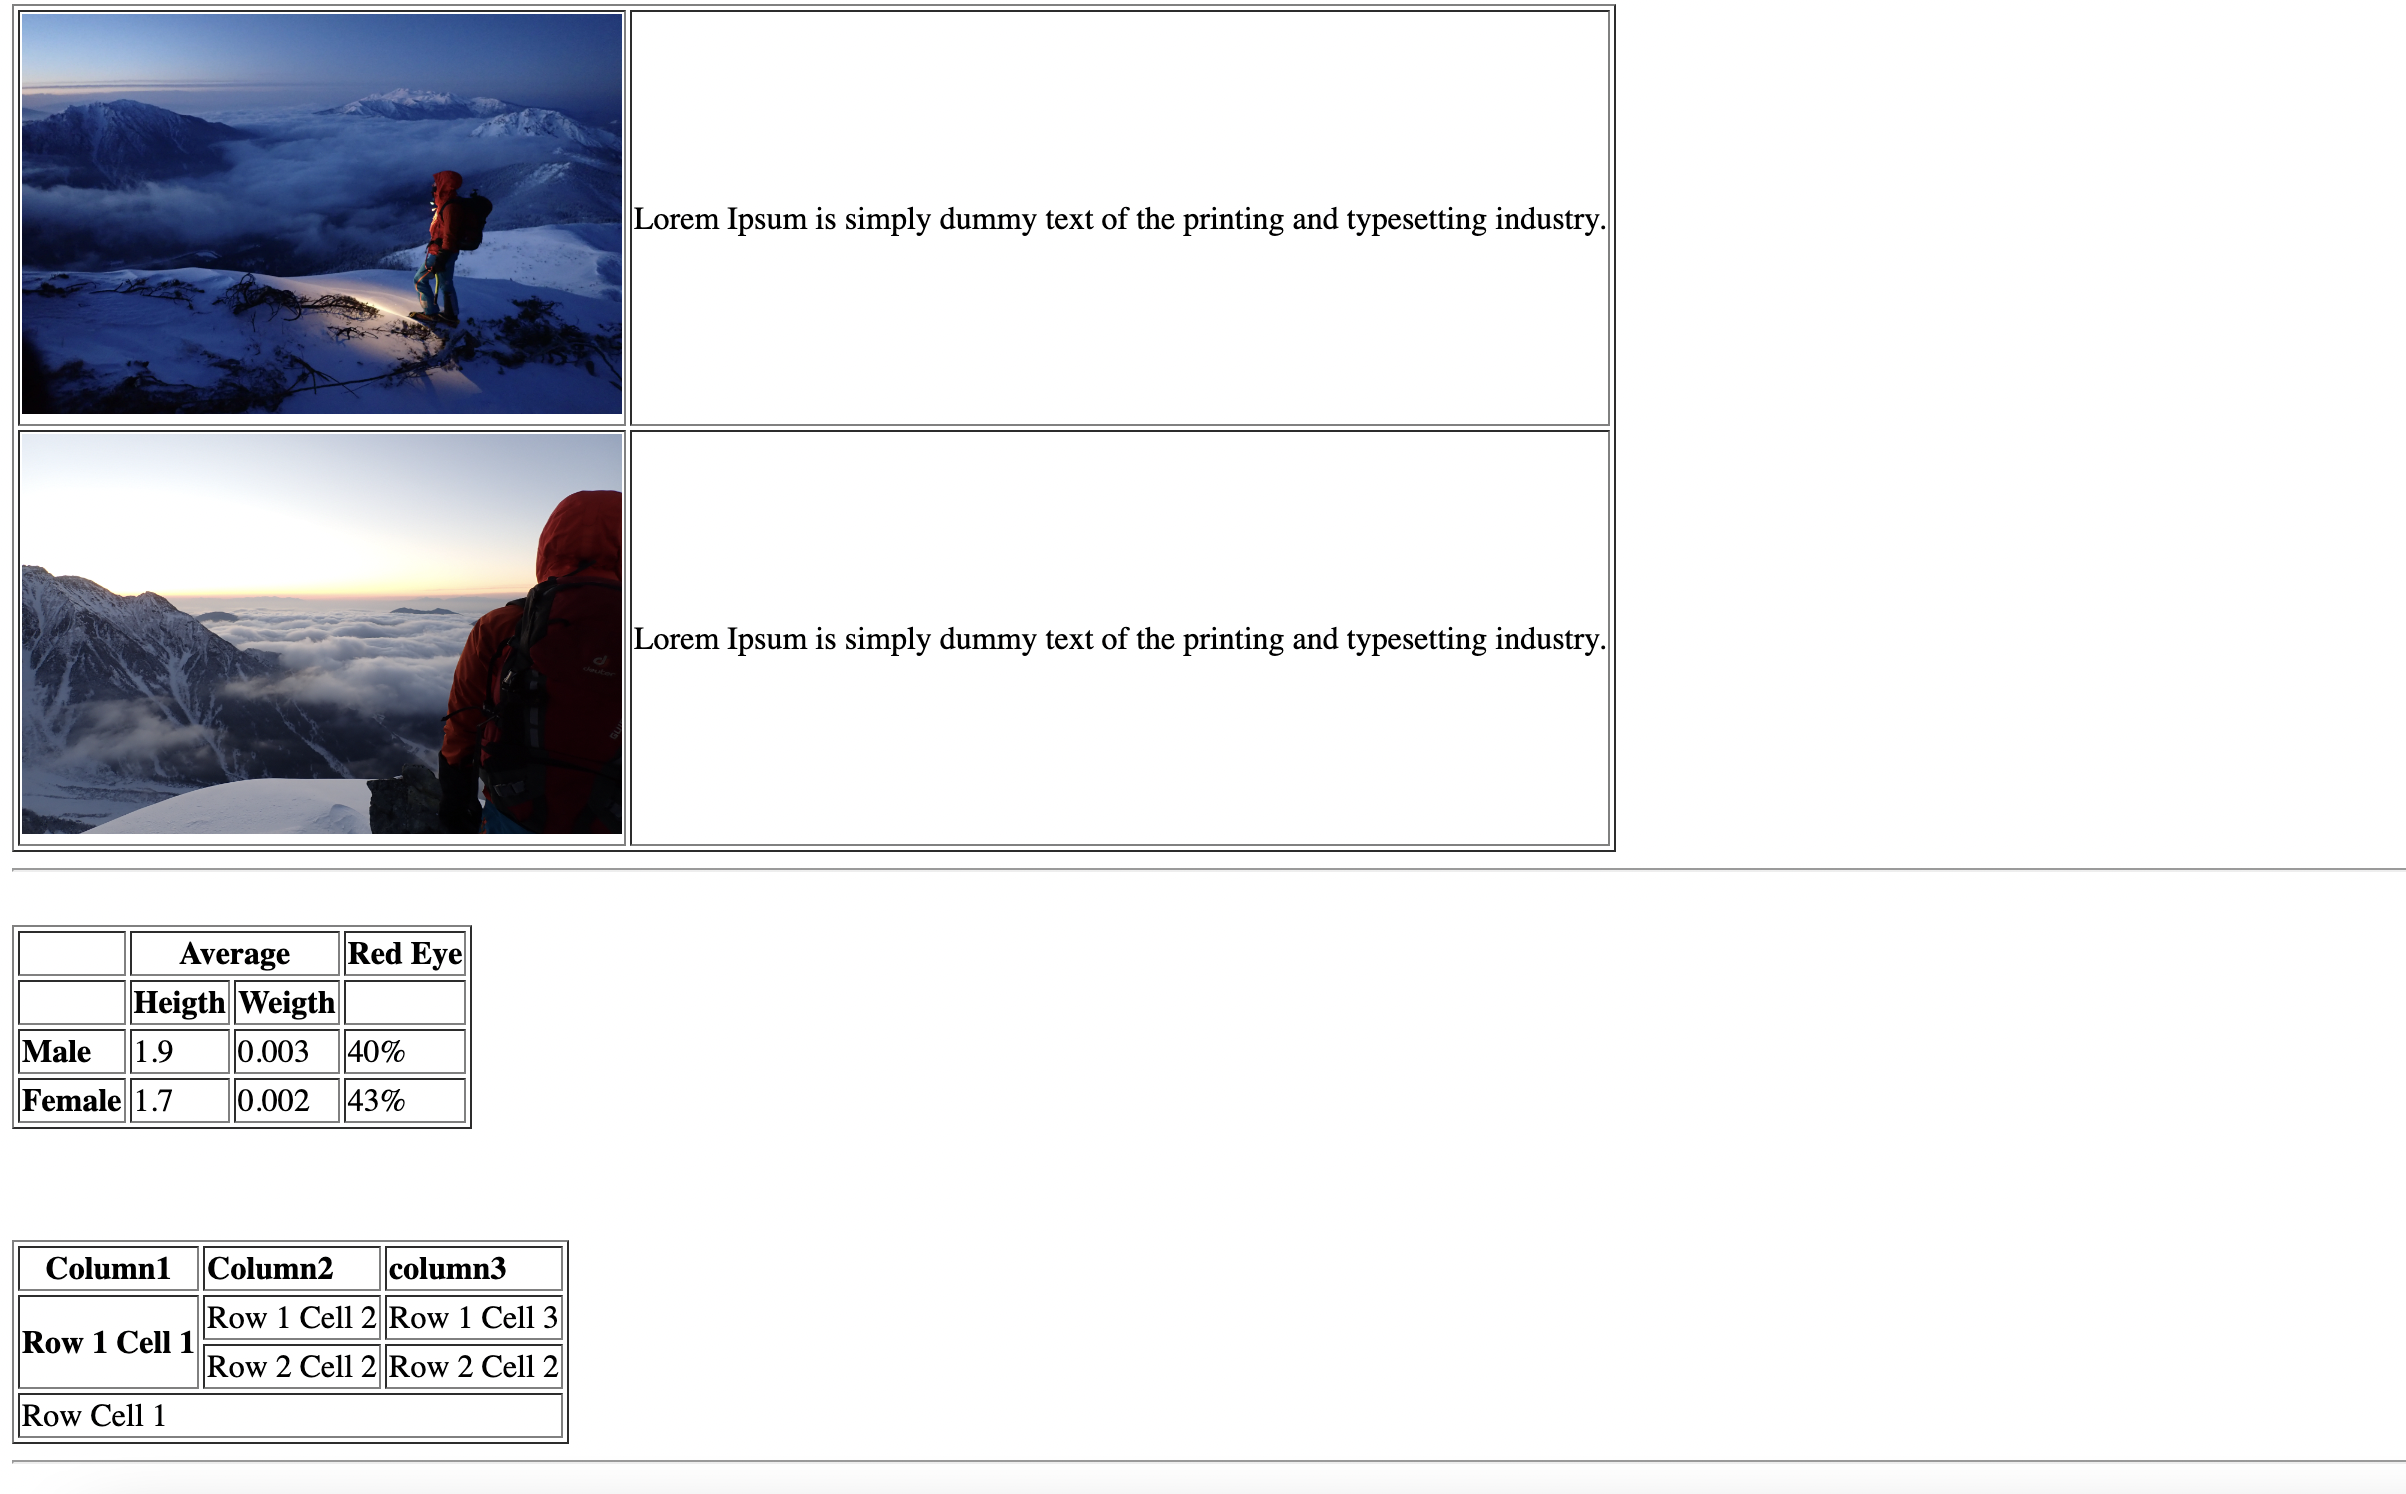 Lorem Ipsum is simply dummy text of the printing and typesetting industry.
deuter
Lorem Ipsum is simply dummy text of the printing and typesetting industry.
Average Red Eye
Heigth Weigth
Male 1.9 0.003 40%
Female 1.7 0.002 43%
Column1 Column2 column3
Row 1 Cell 1 Row 1 Cell 2 Row 1 Cell 3
Row 2 Cell 2 Row 2 Cell 2
Row Cell 1